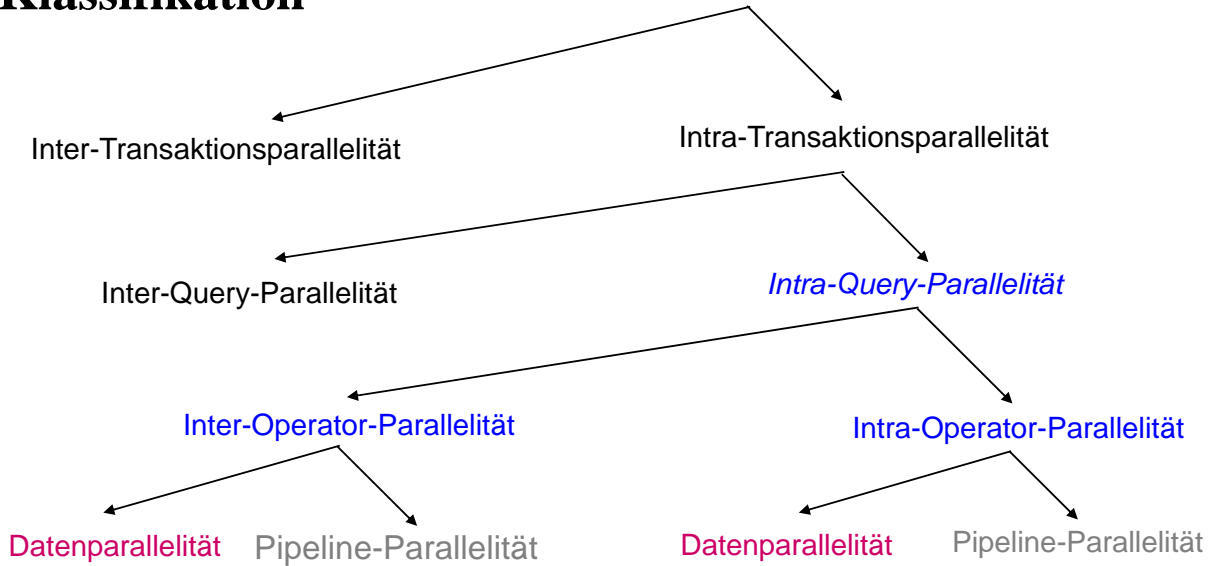 Klassifikation
Inter-Transaktionsparallelität
Intra-Transaktionsparallelität
Inter-Query-Parallelität
Intra-Query-Parallelität
Inter-Operator-Parallelität
Intra-Operator-Parallelität
Datenparallelität
Pipeline-Parallelität
Datenparallelität
Pipeline-Parallelität